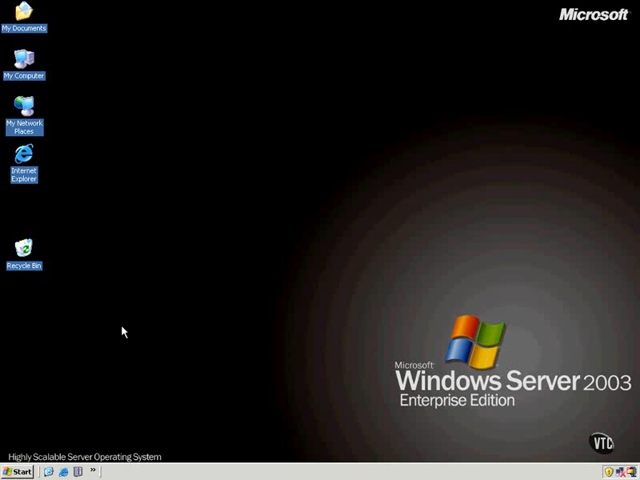 My Documents
Microsoft
My Computer
My Network
Places
Internet
Explorer
Recycle Bin
Microsoft
Windows Server 2003
Enterprise Edition
VTC
Highly Scalable Server Operating System
Start